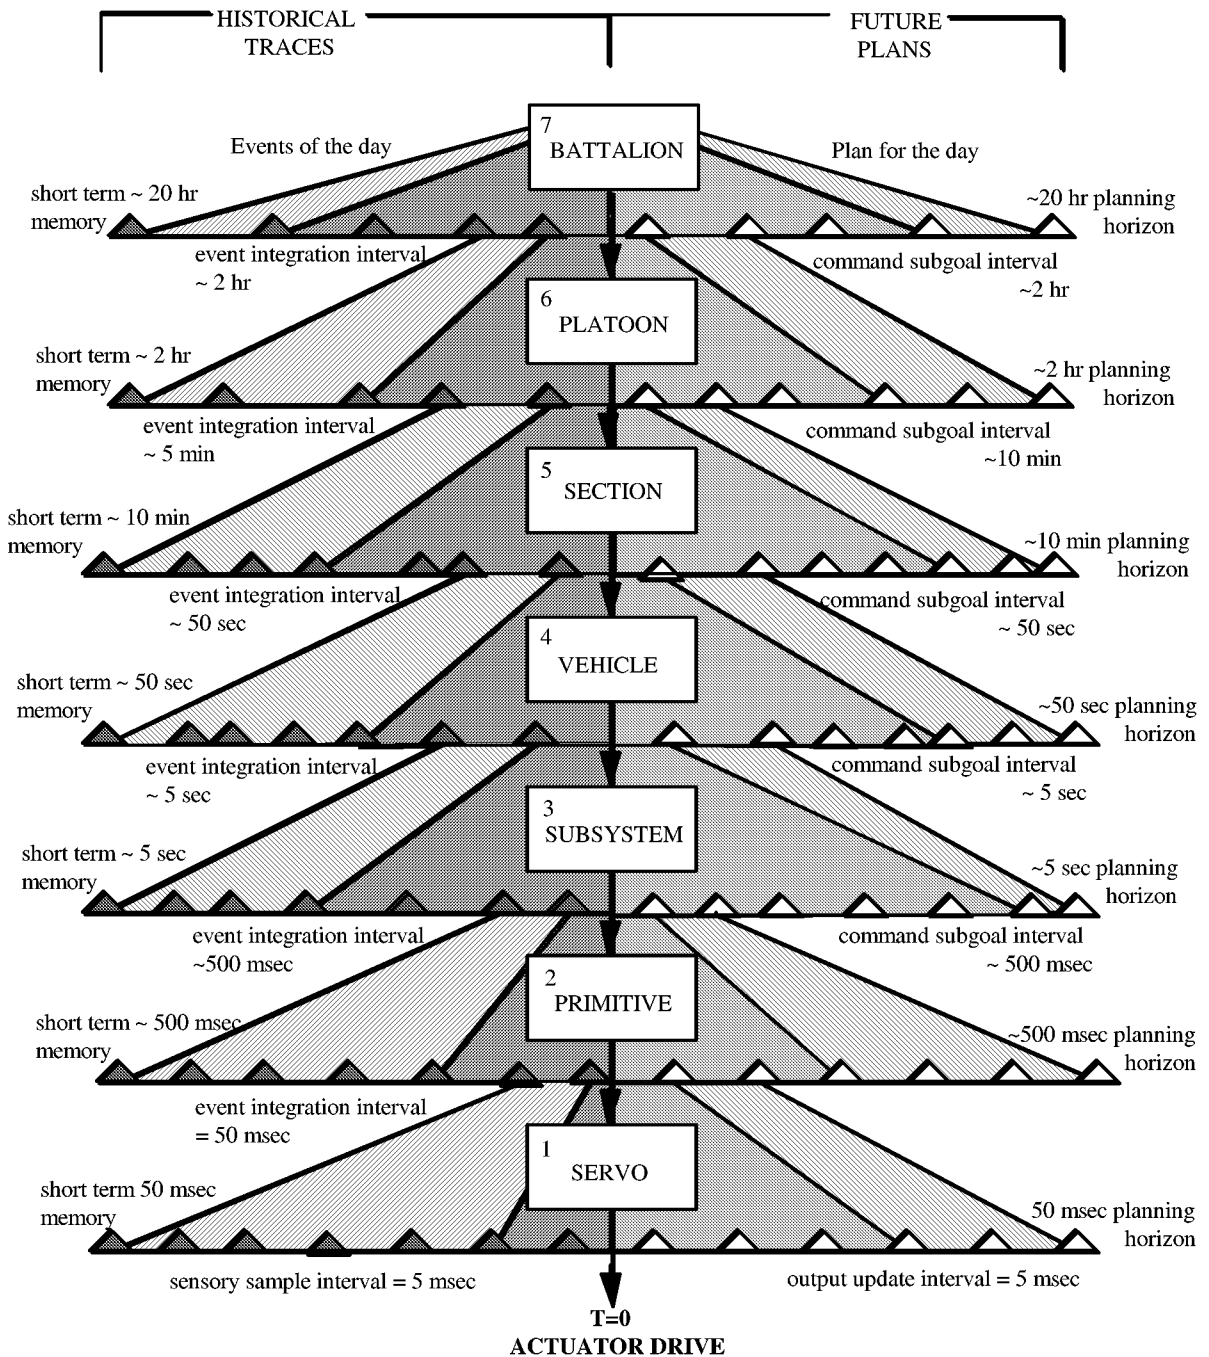 HISTORICAL
TRACES
FUTURE
PLANS
7
BATTALION
Events of the day
Plan for the day
short term ~ 20 hr
memory
~20 hr planning
horizon
event integration interval
~ 2 hr
command subgoal interval
~2 hr
6
PLATOON
short term ~ 2 hr
memory
~2 hr planning
horizon
event integration interval
~ 5 min
command subgoal interval
~10 min
5
SECTION
short term ~ 10 min
memory
~10 min planning
horizon
event integration interval
~ 50 sec
command subgoal interval
~ 50 sec
4
VEHICLE
short term ~ 50 sec
memory
~50 sec planning
horizon
event integration interval
~ 5 sec
command subgoal interval
~ 5 sec
3
SUBSYSTEM
short term ~ 5 sec
memory
~5 sec planning
horizon
event integration interval
~500 msec
command subgoal interval
~ 500 msec
2
PRIMITIVE
short term ~ 500 msec
memory
~500 msec planning
horizon
event integration interval
= 50 msec
1
SERVO
short term 50 msec
memory
50 msec planning
horizon
sensory sample interval = 5 msec
output update interval = 5 msec
T=0
ACTUATOR DRIVE